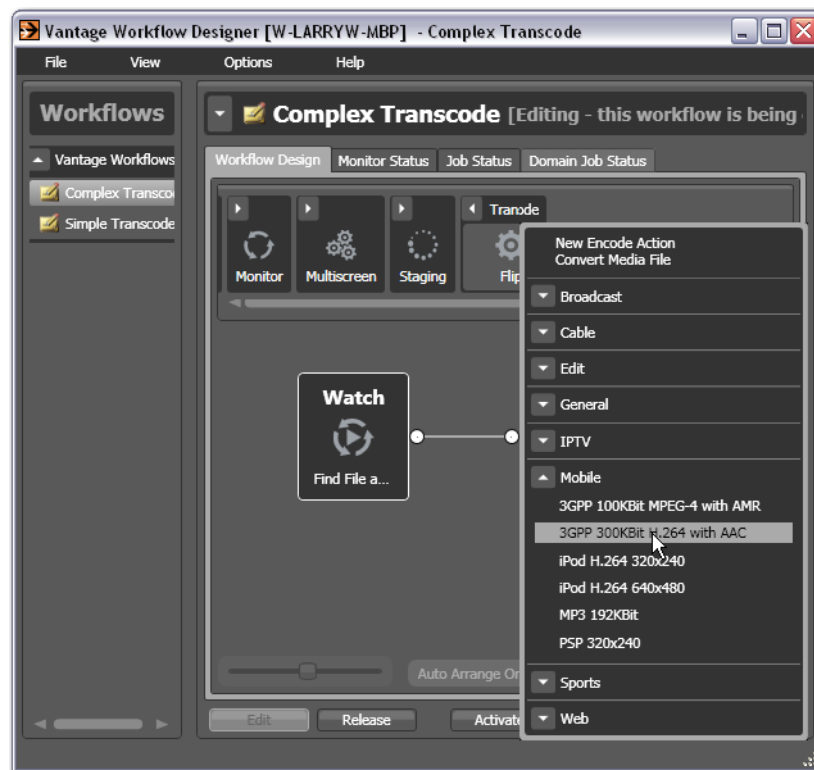 Vantage Workflow Designer [W-LARRYW-MBP] - Complex Transcode
File View Options Help
Workflows
Vantage Workflows
Complex Transco
Simple Transcode
Complex Transcode [Editing - this workflow is being
Workflow Design Monitor Status Job Status Domain Job Status
Transcode
Monitor Multiscreen Staging Flip
New Encode Action
Convert Media File
Broadcast
Cable
Edit
General
IPTV
Mobile
3GPP 100KBit MPEG-4 with AMR
3GPP 300KBit H.264 with AAC
iPod H.264 320x240
iPod H.264 640x480
MP3 192KBit
PSP 320x240
Sports
Web
Watch
Find File a...
Auto Arrange Or
Edit Release Activate